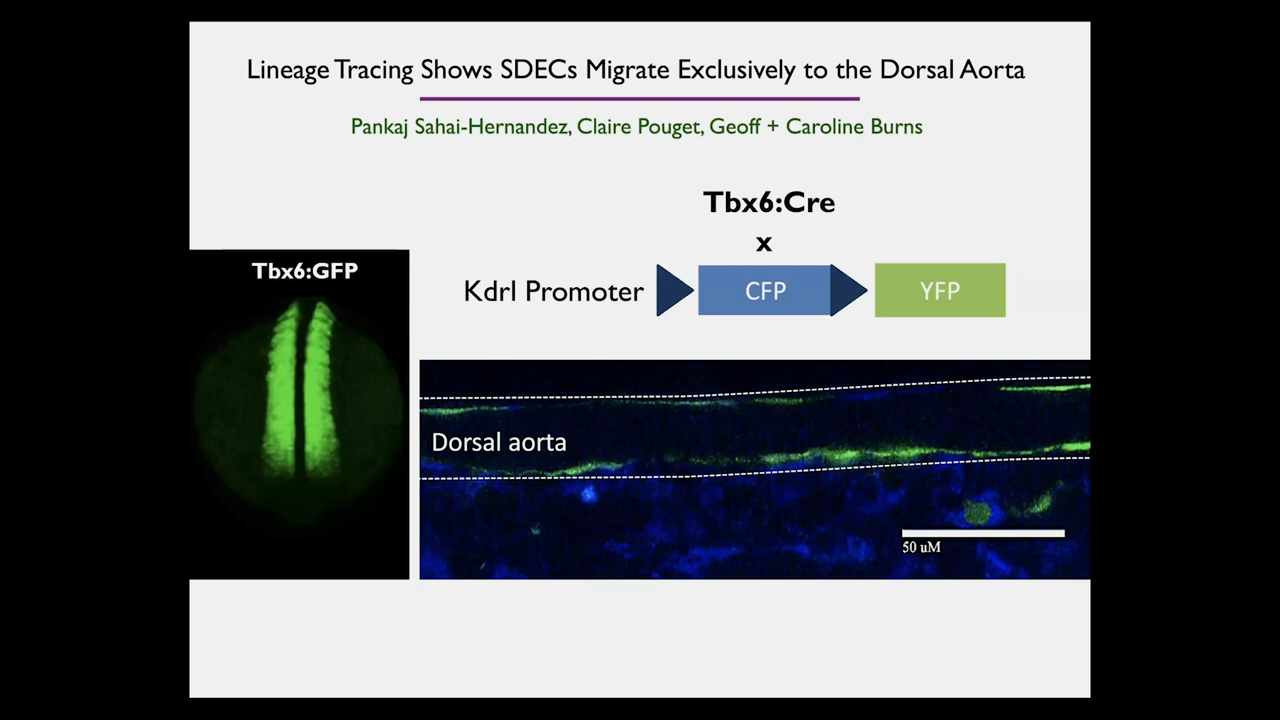 Lineage Tracing Shows SDECs Migrate Exclusively to the Dorsal Aorta
Pankaj Sahai-Hernandez, Claire Pouget, Geoff + Caroline Burns
Tbx6:Cre
x
Kdrl Promoter
CFP
YFP
Tbx6:GFP
Dorsal aorta
50 uM